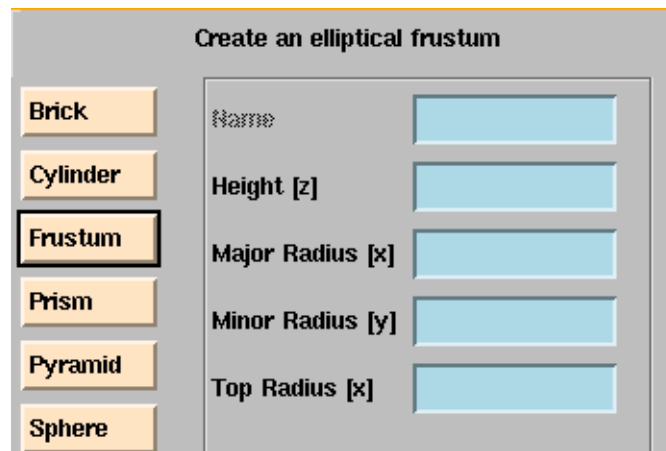 Create an elliptical frustum
Brick
Cylinder
Frustum
Prism
Pyramid
Sphere
Name
Height [z]
Major Radius [x]
Minor Radius [y]
Top Radius [x]